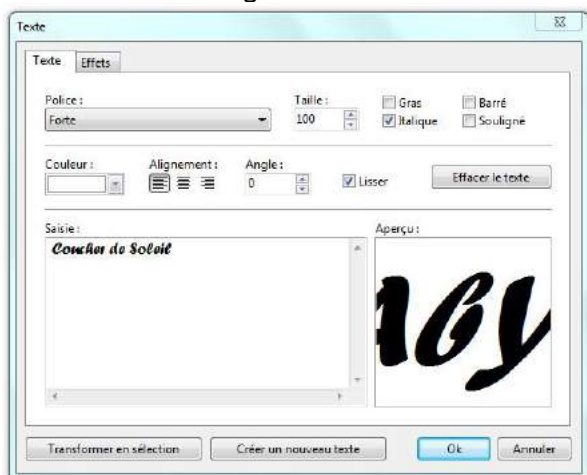 Texte
Texte Effets
Police : Taille : Gras Barré
Forte 100 Italique Souligné
Couleur : Alignement : Angle :
0 Lisser Effacer le texte
Saisie : Aperçu :
Coucher de Soleil
AGy
Transformer en sélection Créer un nouveau texte Ok Annuler